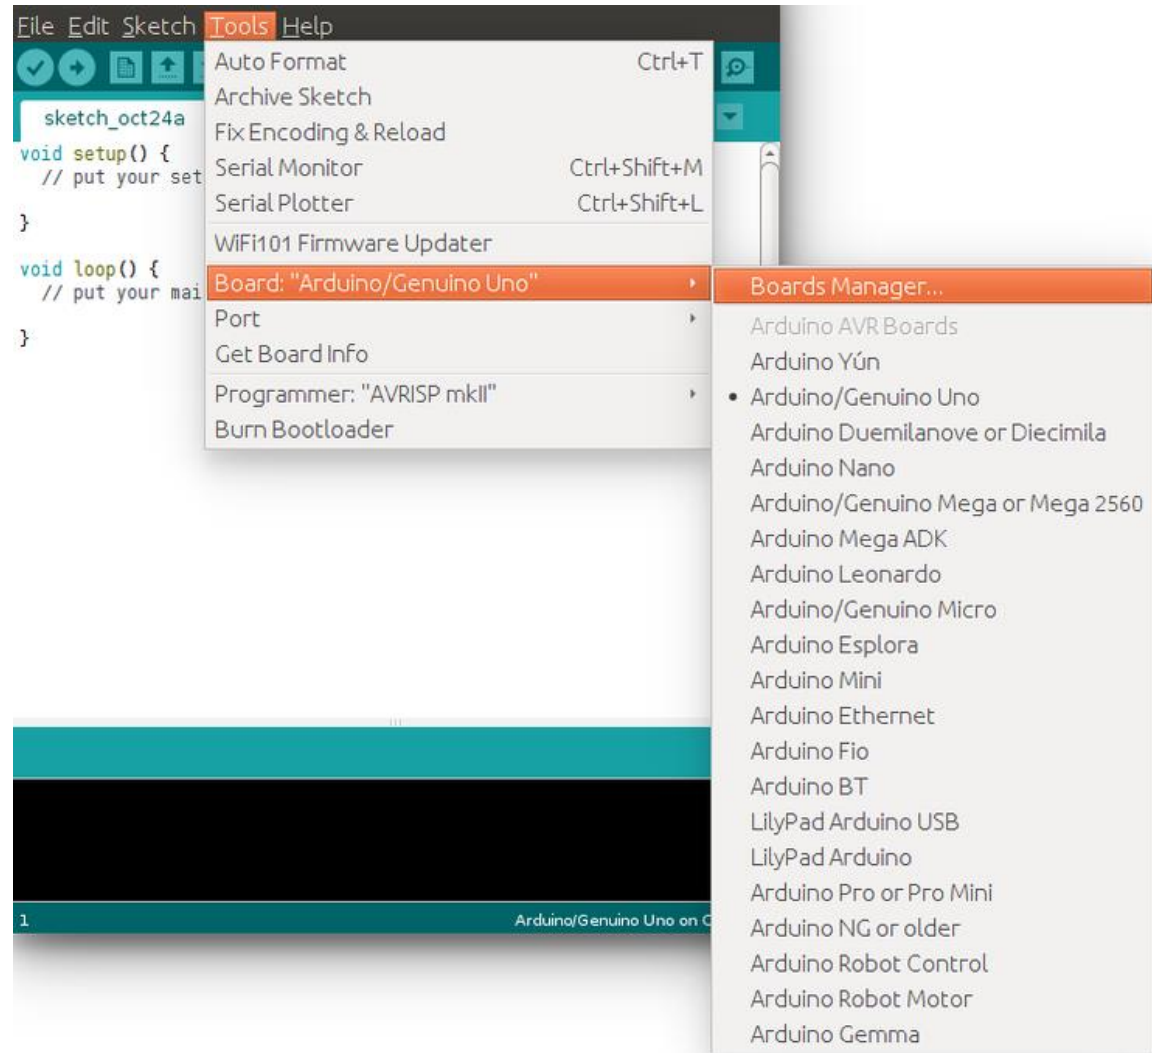 File Edit Sketch Tools Help
sketch_oct24a
void setup() {
// put your set
}
void loop() {
// put your mai
}
Auto Format Ctrl+T
Archive Sketch
Fix Encoding & Reload
Serial Monitor Ctrl+Shift+M
Serial Plotter Ctrl+Shift+L
WiFi101 Firmware Updater
Board: "Arduino/Genuino Uno"
Port
Get Board Info
Programmer: "AVRISP mkII"
Burn Bootloader
Boards Manager...
Arduino AVR Boards
Arduino Yún
Arduino/Genuino Uno
Arduino Duemilanove or Diecimila
Arduino Nano
Arduino/Genuino Mega or Mega 2560
Arduino Mega ADK
Arduino Leonardo
Arduino/Genuino Micro
Arduino Esplora
Arduino Mini
Arduino Ethernet
Arduino Fio
Arduino BT
LilyPad Arduino USB
LilyPad Arduino
Arduino Pro or Pro Mini
Arduino NG or older
Arduino Robot Control
Arduino Robot Motor
Arduino Gemma
1 Arduino/Genuino Uno on